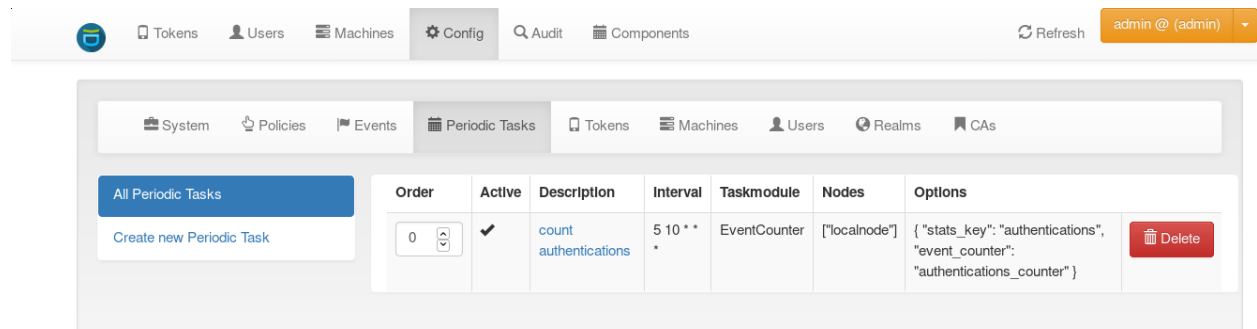 Tokens Users Machines Config Audit Components Refresh admin @ (admin)
System Policies Events Periodic Tasks Tokens Machines Users Realms CAs
All Periodic Tasks
Create new Periodic Task
Order Active Description Interval Taskmodule Nodes Options
0 count 5 10 * * EventCounter ["localnode"] { "stats_key": "authentications", Delete
authentications * "event_counter":
"authentications_counter" }